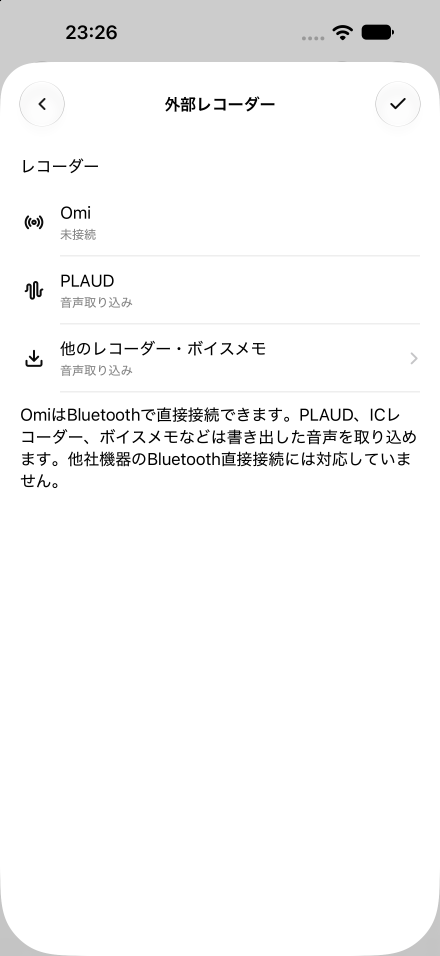 23:26
外部レコーダー
レコーダー
Omi
未接続
PLAUD
音声取り込み
他のレコーダー・ボイスメモ
音声取り込み
OmiはBluetoothで直接接続できます。PLAUD、ICレ
コーダー、ボイスメモなどは書き出した音声を取り込め
ます。他社機器のBluetooth直接接続には対応していま
せん。